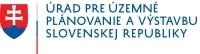 ÚRAD PRE ÚZEMNÉ
PLÁNOVANIE A VÝSTAVBU
SLOVENSKEJ REPUBLIKY